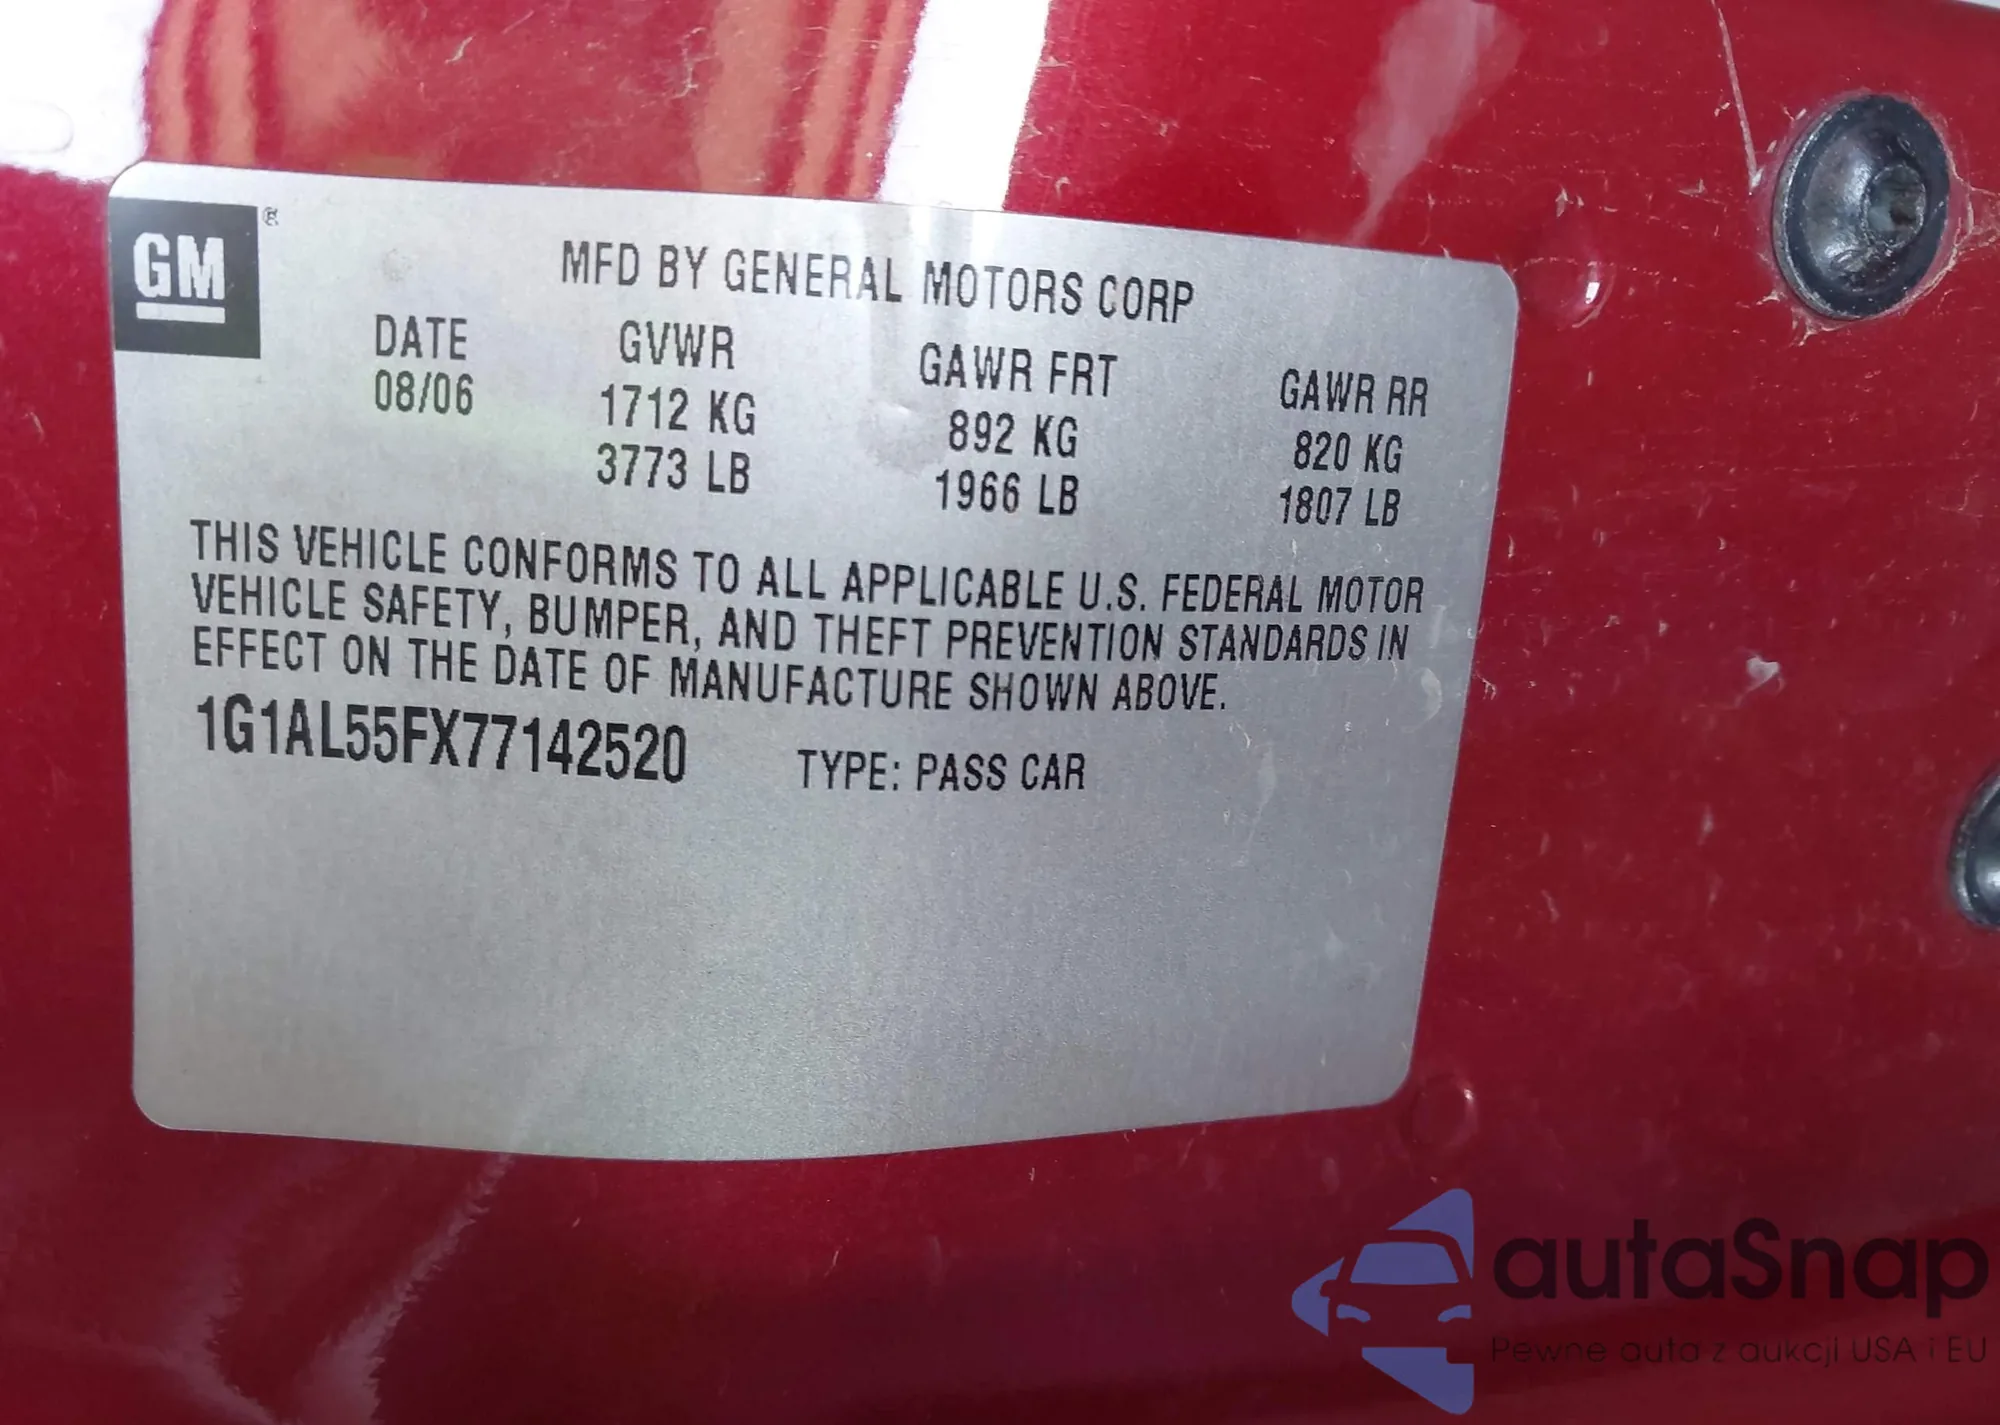 GM ®
MFD BY GENERAL MOTORS CORP
DATE GVWR GAWR FRT GAWR RR
08/06 1712 KG 892 KG 820 KG
3773 LB 1966 LB 1807 LB
THIS VEHICLE CONFORMS TO ALL APPLICABLE U.S. FEDERAL MOTOR
VEHICLE SAFETY, BUMPER, AND THEFT PREVENTION STANDARDS IN
EFFECT ON THE DATE OF MANUFACTURE SHOWN ABOVE.
1G1AL55FX77142520 TYPE: PASS CAR
autaSnap
Pewne auta z aukcji USA i EU